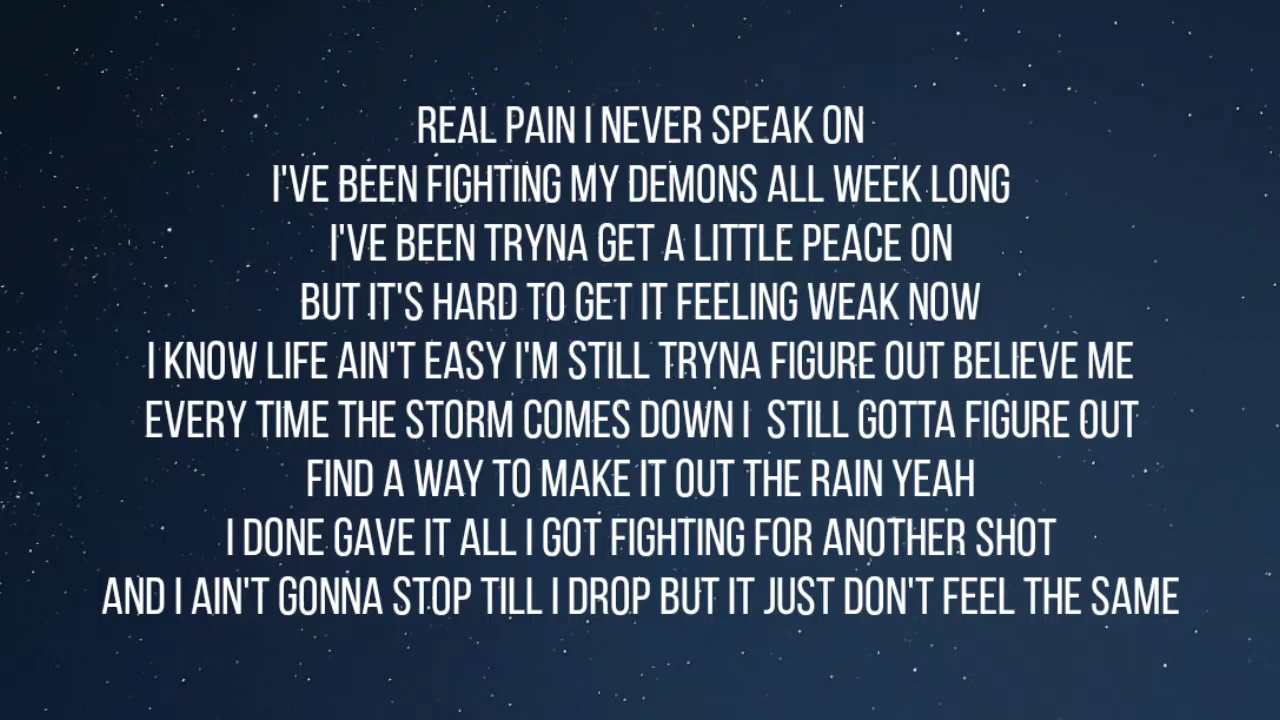 REAL PAIN I NEVER SPEAK ON
I'VE BEEN FIGHTING MY DEMONS ALL WEEK LONG
I'VE BEEN TRYNA GET A LITTLE PEACE ON
BUT IT'S HARD TO GET IT FEELING WEAK NOW
I KNOW LIFE AIN'T EASY I'M STILL TRYNA FIGURE OUT BELIEVE ME
EVERY TIME THE STORM COMES DOWN I  STILL GOTTA FIGURE OUT
FIND A WAY TO MAKE IT OUT THE RAIN YEAH
I DONE GAVE IT ALL I GOT FIGHTING FOR ANOTHER SHOT
AND I AIN'T GONNA STOP TILL I DROP BUT IT JUST DON'T FEEL THE SAME